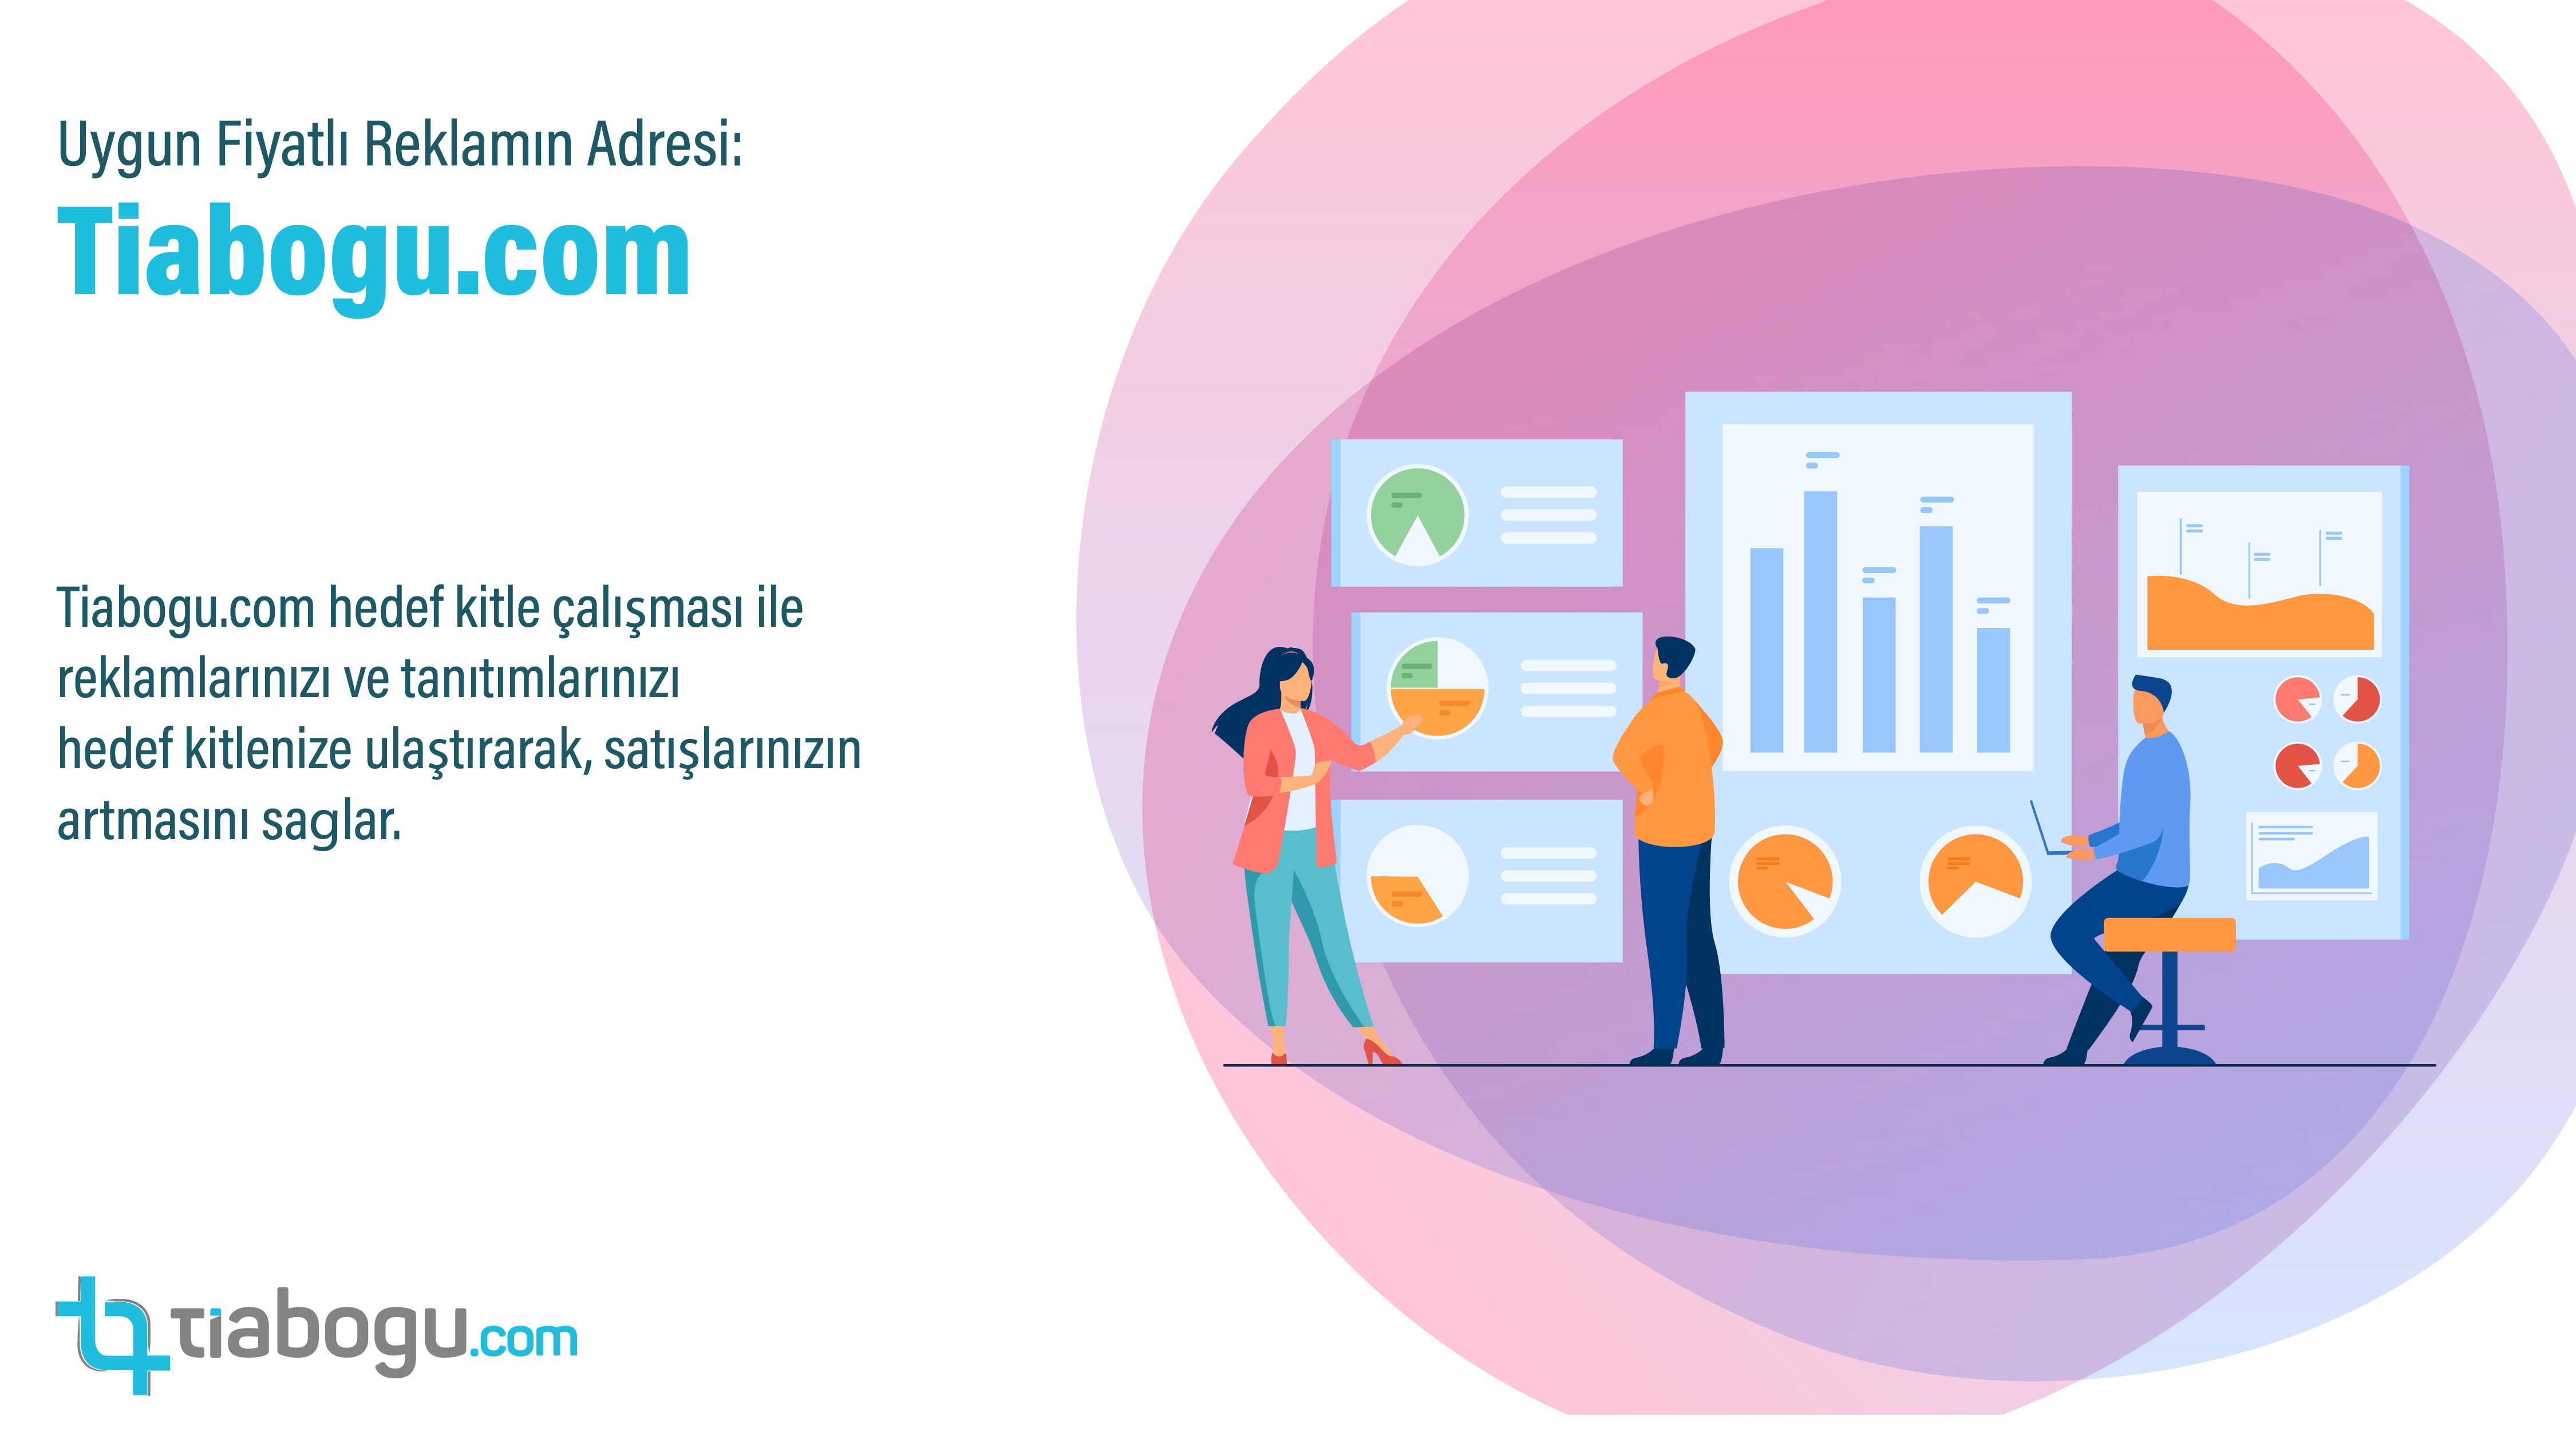 Uygun Fiyatlı Reklamın Adresi:
Tiabogu.com
Tiabogu.com hedef kitle çalışması ile
reklamlarınızı ve tanıtımlarınızı
hedef kitlenize ulaştırarak, satışlarınızın
artmasını saglar.
tiabogu.com